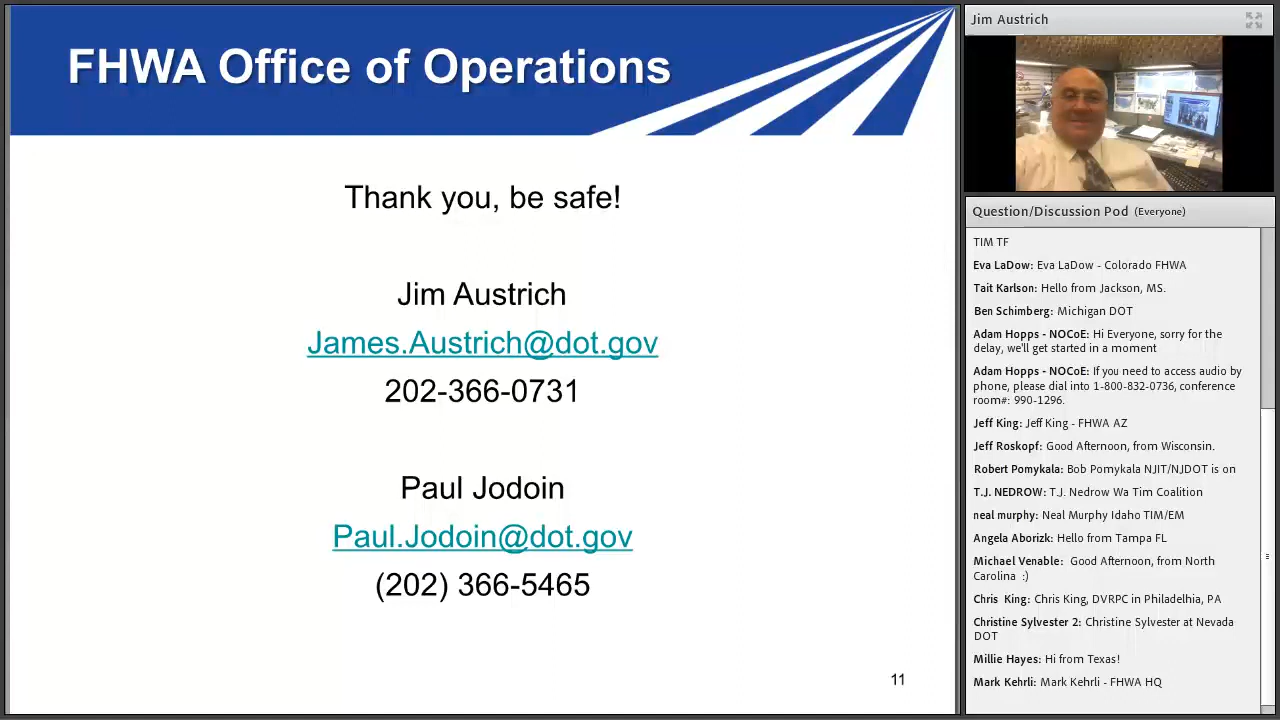 FHWA Office of Operations
Thank you, be safe!
Jim Austrich
James.Austrich@dot.gov
202-366-0731
Paul Jodoin
Paul.Jodoin@dot.gov
(202) 366-5465
11
Jim Austrich
Question/Discussion Pod (Everyone)
TIM TF
Eva LaDow: Eva LaDow - Colorado FHWA
Tait Karlson: Hello from Jackson, MS.
Ben Schimberg: Michigan DOT
Adam Hopps - NOCoE: Hi Everyone, sorry for the
delay, we'll get started in a moment
Adam Hopps - NOCoE: If you need to access audio by
phone, please dial into 1-800-832-0736, conference
room#: 990-1296.
Jeff King: Jeff King - FHWA AZ
Jeff Roskopf: Good Afternoon, from Wisconsin.
Robert Pomykala: Bob Pomykala NJIT/NJDOT is on
T.J. NEDROW: T.J. Nedrow Wa Tim Coalition
neal murphy: Neal Murphy Idaho TIM/EM
Angela Aborizk: Hello from Tampa FL
Michael Venable: Good Afternoon, from North
Carolina :)
Chris King: Chris King, DVRPC in Philadelhia, PA
Christine Sylvester 2: Christine Sylvester at Nevada
DOT
Millie Hayes: Hi from Texas!
Mark Kehrli: Mark Kehrli - FHWA HQ